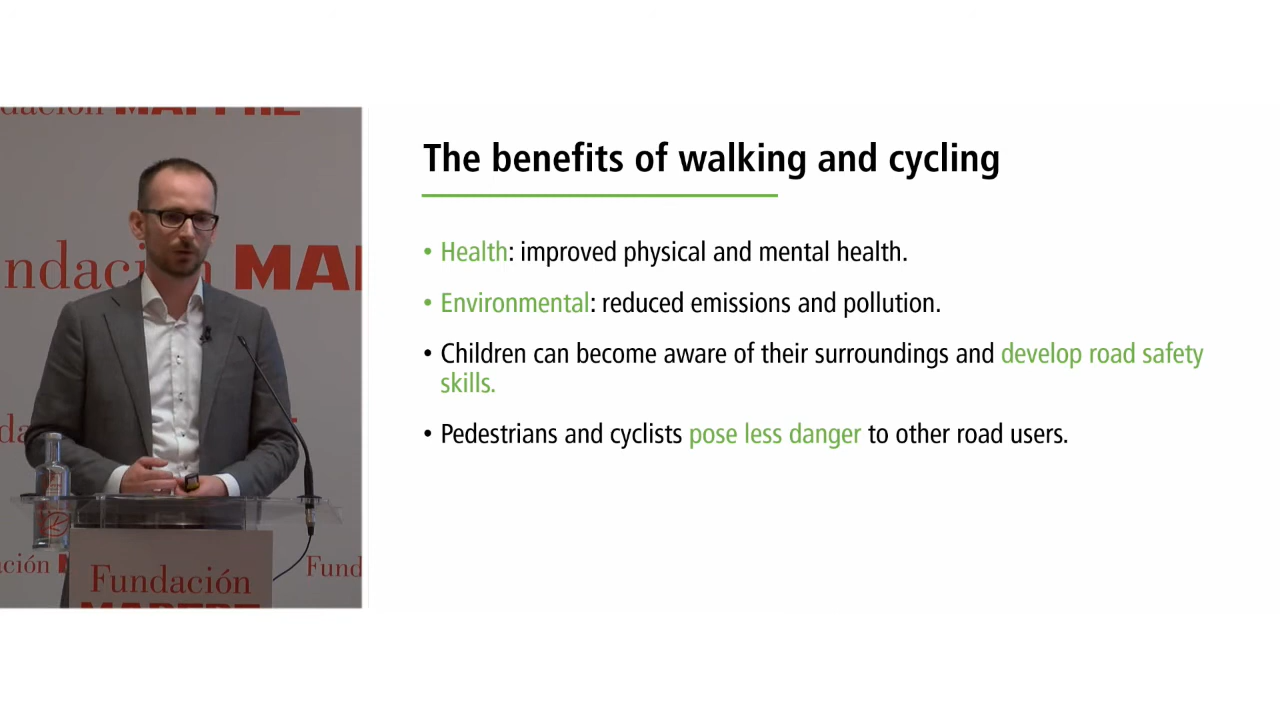 The benefits of walking and cycling
• Health: improved physical and mental health.
• Environmental: reduced emissions and pollution.
• Children can become aware of their surroundings and develop road safety
skills.
• Pedestrians and cyclists pose less danger to other road users.
Fundación
MAPFRE